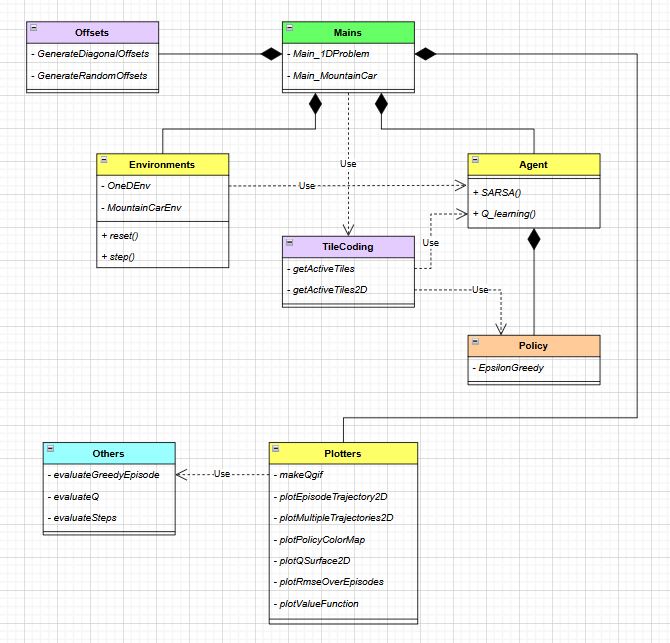 Offsets
- GenerateDiagonalOffsets
- GenerateRandomOffsets
Mains
- Main_1DProblem
- Main_MountainCar
Use
Environments
- OneDEnv
- MountainCarEnv
+ reset()
+ step()
Use
Agent
+ SARSA()
+ Q_learning()
Use
TileCoding
- getActiveTiles
- getActiveTiles2D
Use
Policy
- EpsilonGreedy
Others
- evaluateGreedyEpisode
- evaluateQ
- evaluateSteps
Use
Plotters
- makeQgif
- plotEpisodeTrajectory2D
- plotMultipleTrajectories2D
- plotPolicyColorMap
- plotQSurface2D
- plotRmseOverEpisodes
- plotValueFunction